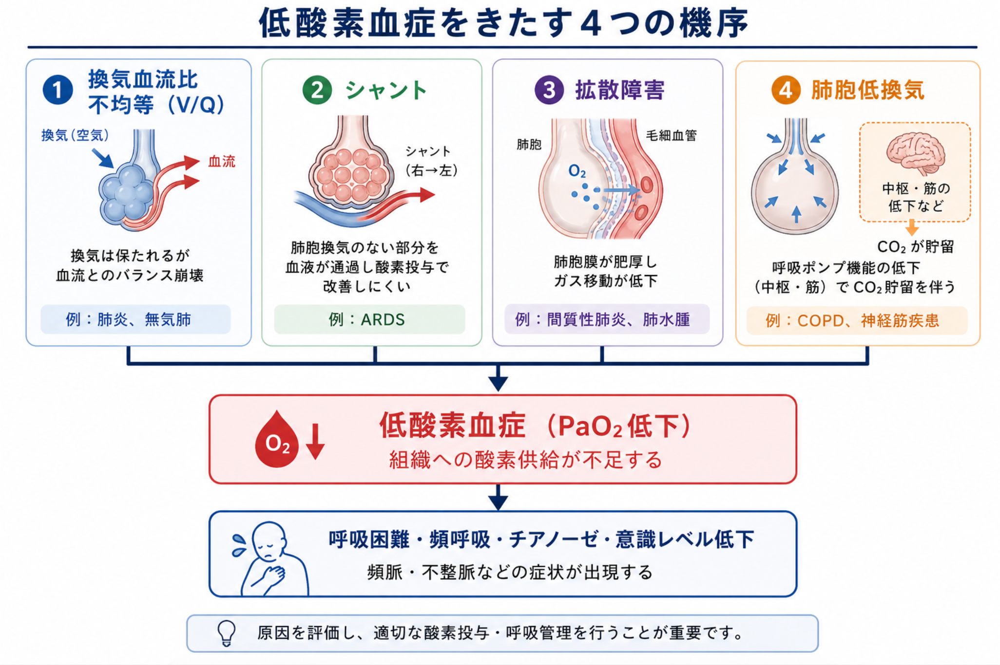 低酸素血症をきたす4つの機序
1 換気血流比
不均等（V/Q）
換気（空気）
血流
換気は保たれるが
血流とのバランス崩壊
例：肺炎、無気肺
2 シャント
シャント
（右→左）
肺胞換気のない部分を
血液が通過し酸素投与で
改善しにくい
例：ARDS
3 拡散障害
肺胞
毛細血管
O₂
肺胞膜が肥厚し
ガス移動が低下
例：間質性肺炎、肺水腫
4 肺胞低換気
中枢・筋の
低下など
CO₂ が貯留
呼吸ポンプ機能の低下
（中枢・筋）で CO₂貯留を伴う
例：COPD、神経筋疾患
O₂
低酸素血症（PaO₂低下）
組織への酸素供給が不足する
呼吸困難・頻呼吸・チアノーゼ・意識レベル低下
頻脈・不整脈などの症状が出現する
原因を評価し、適切な酸素投与・呼吸管理を行うことが重要です。